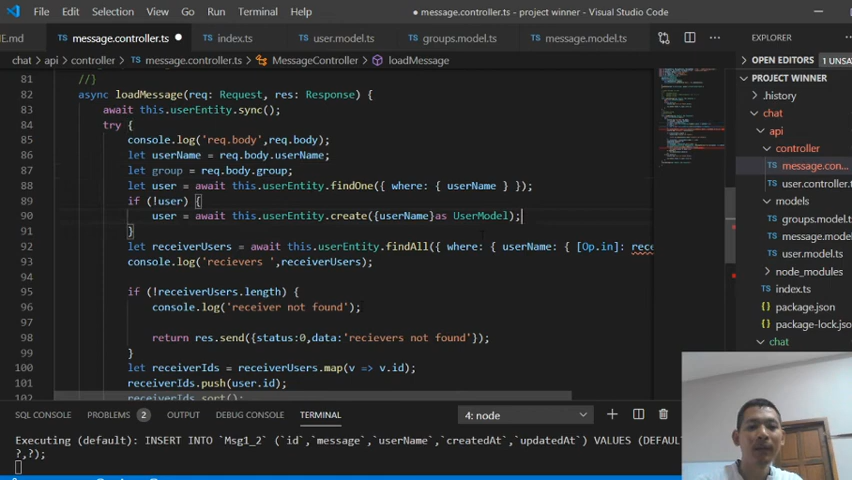 File Edit Selection View Go Run Terminal Help
message.controller.ts - project winner - Visual Studio Code
E.md message.controller.ts index.ts user.model.ts groups.model.ts message.model.ts
EXPLORER
chat > api > controller > message.controller.ts > MessageController > loadMessage
OPEN EDITORS 1 UNSA
PROJECT WINNER
.history
chat
api
controller
message.con...
user.controller.ts
models
groups.model.ts
message.mode
user.model.ts
node_modules
index.ts
package.json
package-lock.js
chat
81 //}
82 async loadMessage(req: Request, res: Response) {
83 await this.userEntity.sync();
84 try {
85 console.log('req.body',req.body);
86 let userName = req.body.userName;
87 let group = req.body.group;
88 let user = await this.userEntity.findOne({ where: { userName } });
89 if (!user) {
90 user = await this.userEntity.create({userName}as UserModel);
91 }
92 let receiverUsers = await this.userEntity.findAll({ where: { userName: { [Op.in]: rece
93 console.log('recievers ',receiverUsers);
94
95 if (!receiverUsers.length) {
96 console.log('receiver not found');
97
98 return res.send({status:0,data:'recievers not found'});
99 }
100 let receiverIds = receiverUsers.map(v => v.id);
101 receiverIds.push(user.id);
102 receiverIds.sort();
SQL CONSOLE PROBLEMS 2 OUTPUT DEBUG CONSOLE TERMINAL 4: node
Executing (default): INSERT INTO `Msg1_2` (`id`,`message`,`userName`,`createdAt`,`updatedAt`) VALUES (DEFAULT
?,?);